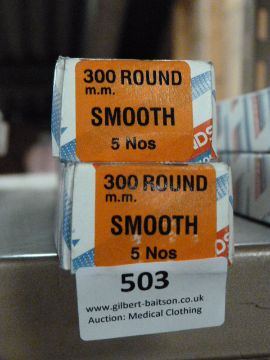 300 ROUND
m.m.
SMOOTH
5 Nos
300 ROUND
m.m.
SMOOTH
5 Nos
503
www.gilbert-baitson.co.uk
Auction: Medical Clothing